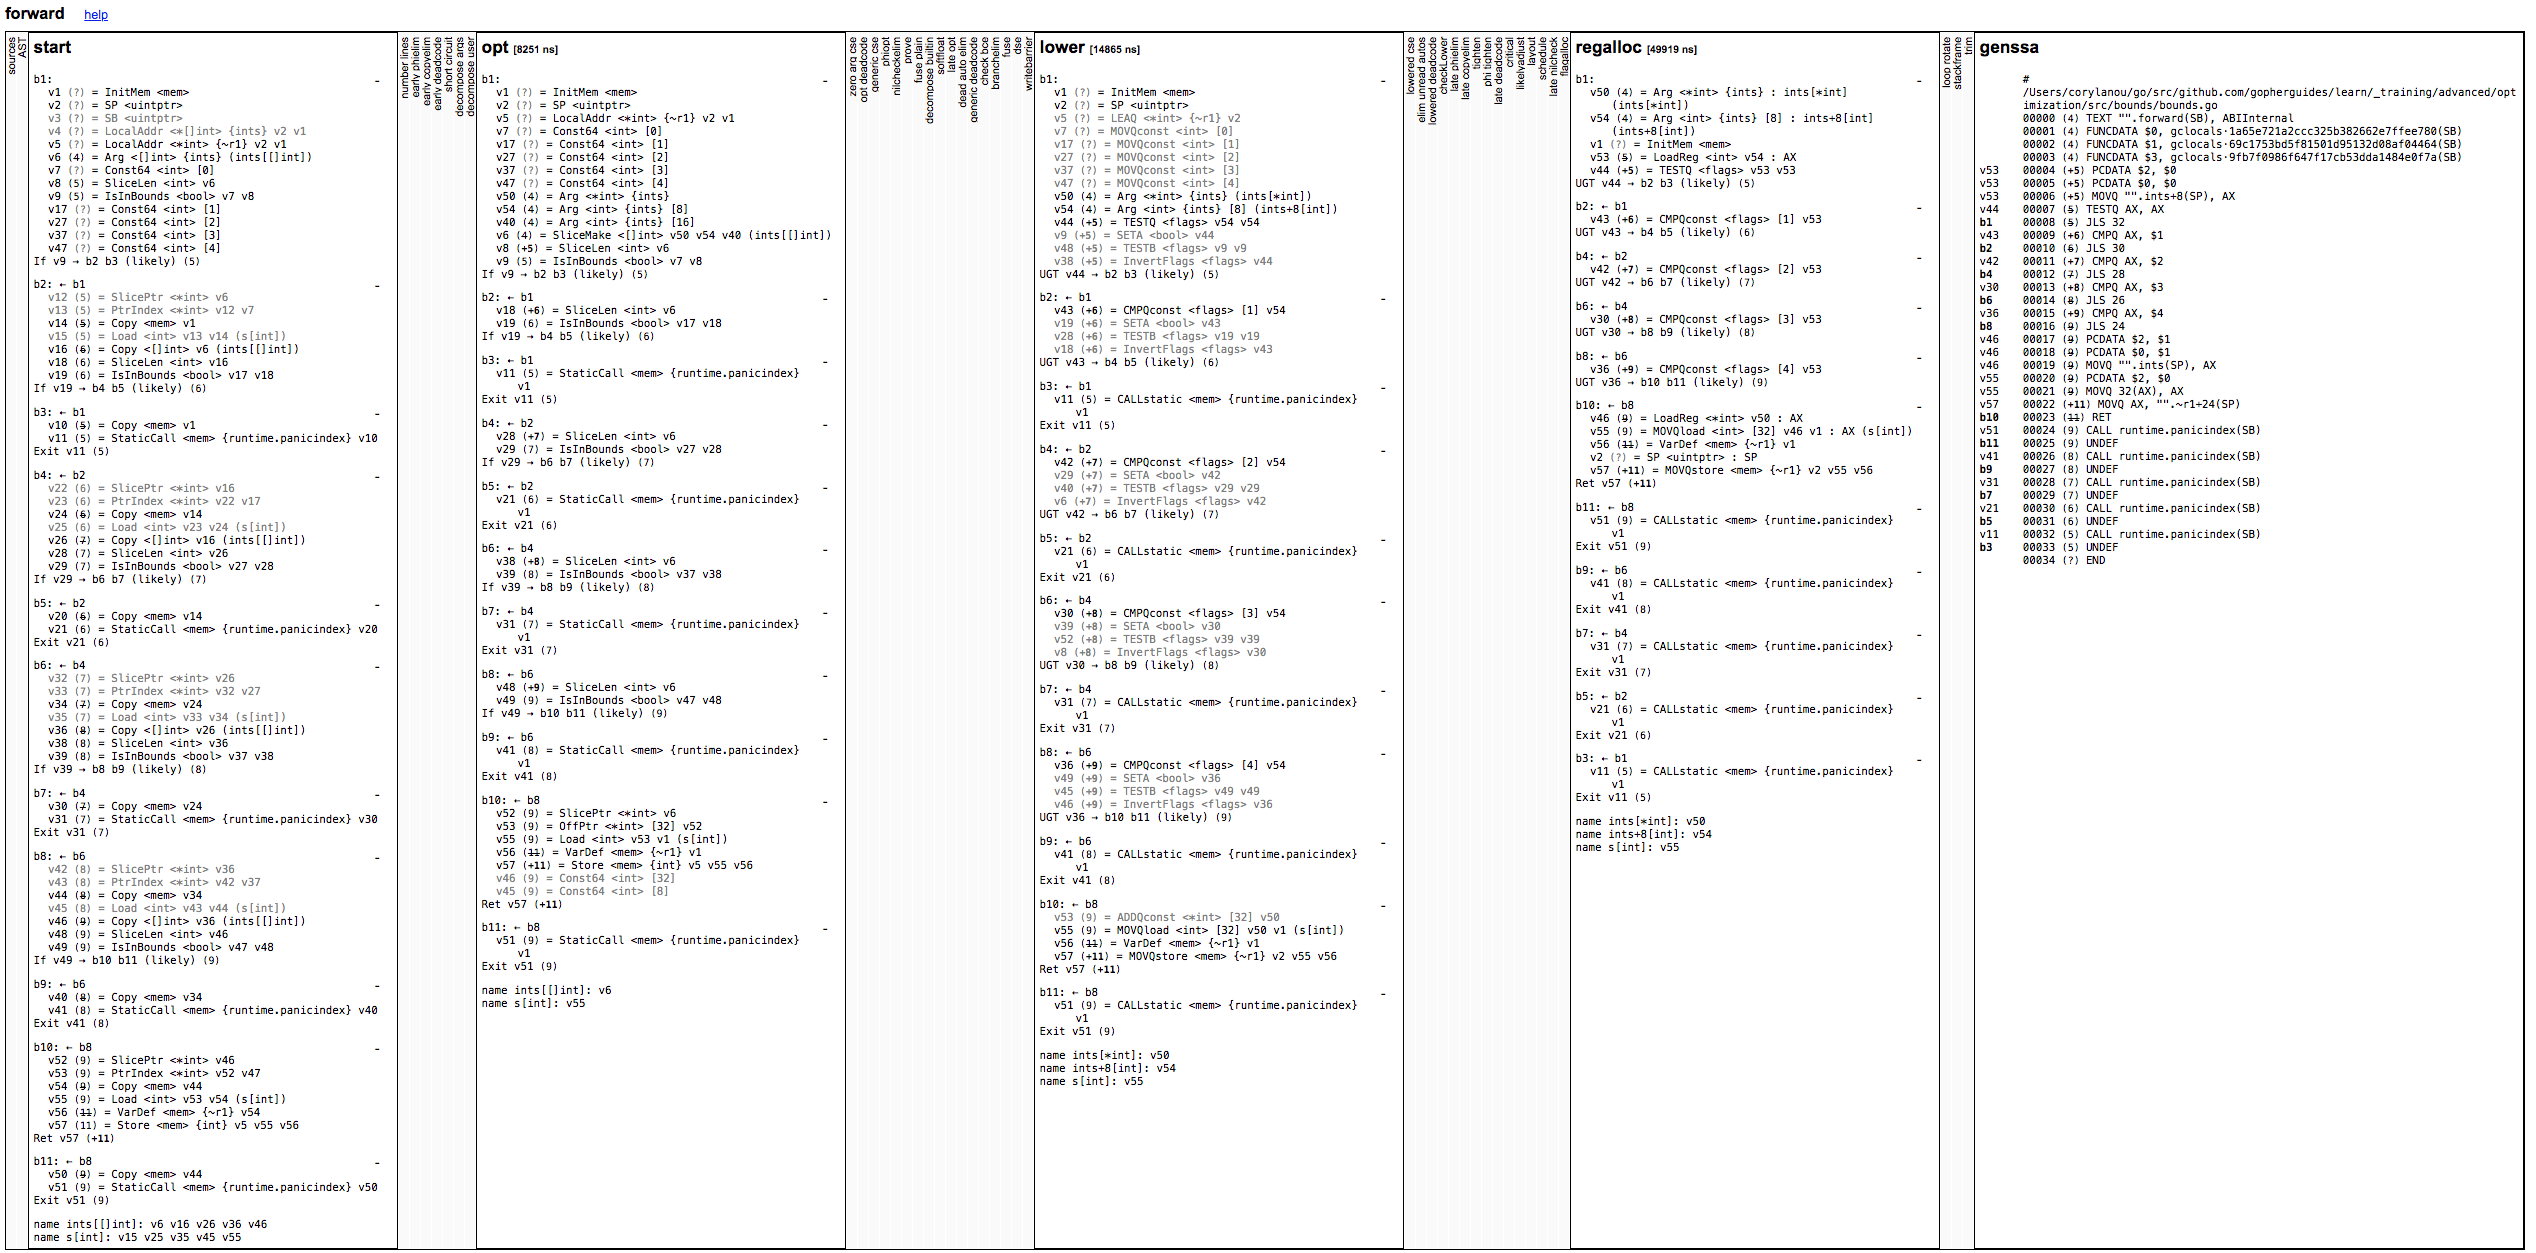 forward help
sources
AST
start
b1: -
v1 (?) = InitMem <mem>
v2 (?) = SP <uintptr>
v3 (?) = SB <uintptr>
v4 (?) = LocalAddr <*[]int> {ints} v2 v1
v5 (?) = LocalAddr <*int> {~r1} v2 v1
v6 (4) = Arg <[]int> {ints} (ints[[]int])
v7 (?) = Const64 <int> [0]
v8 (5) = SliceLen <int> v6
v9 (5) = IsInBounds <bool> v7 v8
v17 (?) = Const64 <int> [1]
v27 (?) = Const64 <int> [2]
v37 (?) = Const64 <int> [3]
v47 (?) = Const64 <int> [4]
If v9 → b2 b3 (likely) (5)
b2: ← b1 -
v12 (5) = SlicePtr <*int> v6
v13 (5) = PtrIndex <*int> v12 v7
v14 (5) = Copy <mem> v1
v15 (5) = Load <int> v13 v14 (s[int])
v16 (6) = Copy <[]int> v6 (ints[[]int])
v18 (6) = SliceLen <int> v16
v19 (6) = IsInBounds <bool> v17 v18
If v19 → b4 b5 (likely) (6)
b3: ← b1 -
v10 (5) = Copy <mem> v1
v11 (5) = StaticCall <mem> {runtime.panicindex} v10
Exit v11 (5)
b4: ← b2 -
v22 (6) = SlicePtr <*int> v16
v23 (6) = PtrIndex <*int> v22 v17
v24 (6) = Copy <mem> v14
v25 (6) = Load <int> v23 v24 (s[int])
v26 (7) = Copy <[]int> v16 (ints[[]int])
v28 (7) = SliceLen <int> v26
v29 (7) = IsInBounds <bool> v27 v28
If v29 → b6 b7 (likely) (7)
b5: ← b2 -
v20 (6) = Copy <mem> v14
v21 (6) = StaticCall <mem> {runtime.panicindex} v20
Exit v21 (6)
b6: ← b4 -
v32 (7) = SlicePtr <*int> v26
v33 (7) = PtrIndex <*int> v32 v27
v34 (7) = Copy <mem> v24
v35 (7) = Load <int> v33 v34 (s[int])
v36 (8) = Copy <[]int> v26 (ints[[]int])
v38 (8) = SliceLen <int> v36
v39 (8) = IsInBounds <bool> v37 v38
If v39 → b8 b9 (likely) (8)
b7: ← b4 -
v30 (7) = Copy <mem> v24
v31 (7) = StaticCall <mem> {runtime.panicindex} v30
Exit v31 (7)
b8: ← b6 -
v42 (8) = SlicePtr <*int> v36
v43 (8) = PtrIndex <*int> v42 v37
v44 (8) = Copy <mem> v34
v45 (8) = Load <int> v43 v44 (s[int])
v46 (9) = Copy <[]int> v36 (ints[[]int])
v48 (9) = SliceLen <int> v46
v49 (9) = IsInBounds <bool> v47 v48
If v49 → b10 b11 (likely) (9)
b9: ← b6 -
v40 (8) = Copy <mem> v34
v41 (8) = StaticCall <mem> {runtime.panicindex} v40
Exit v41 (8)
b10: ← b8 -
v52 (9) = SlicePtr <*int> v46
v53 (9) = PtrIndex <*int> v52 v47
v54 (9) = Copy <mem> v44
v55 (9) = Load <int> v53 v54 (s[int])
v56 (11) = VarDef <mem> {~r1} v54
v57 (11) = Store <mem> {int} v5 v55 v56
Ret v57 (+11)
b11: ← b8 -
v50 (9) = Copy <mem> v44
v51 (9) = StaticCall <mem> {runtime.panicindex} v50
Exit v51 (9)
name ints[[]int]: v6 v16 v26 v36 v46
name s[int]: v15 v25 v35 v45 v55
number lines
early phielim
early copyelim
early deadcode
short circuit
decompose args
decompose user
opt [8251 ns]
b1: -
v1 (?) = InitMem <mem>
v2 (?) = SP <uintptr>
v5 (?) = LocalAddr <*int> {~r1} v2 v1
v7 (?) = Const64 <int> [0]
v17 (?) = Const64 <int> [1]
v27 (?) = Const64 <int> [2]
v37 (?) = Const64 <int> [3]
v47 (?) = Const64 <int> [4]
v50 (4) = Arg <*int> {ints}
v54 (4) = Arg <int> {ints} [8]
v40 (4) = Arg <int> {ints} [16]
v6 (4) = SliceMake <[]int> v50 v54 v40 (ints[[]int])
v8 (+5) = SliceLen <int> v6
v9 (5) = IsInBounds <bool> v7 v8
If v9 → b2 b3 (likely) (5)
b2: ← b1 -
v18 (+6) = SliceLen <int> v6
v19 (6) = IsInBounds <bool> v17 v18
If v19 → b4 b5 (likely) (6)
b3: ← b1 -
v11 (5) = StaticCall <mem> {runtime.panicindex}
v1
Exit v11 (5)
b4: ← b2 -
v28 (+7) = SliceLen <int> v6
v29 (7) = IsInBounds <bool> v27 v28
If v29 → b6 b7 (likely) (7)
b5: ← b2 -
v21 (6) = StaticCall <mem> {runtime.panicindex}
v1
Exit v21 (6)
b6: ← b4 -
v38 (+8) = SliceLen <int> v6
v39 (8) = IsInBounds <bool> v37 v38
If v39 → b8 b9 (likely) (8)
b7: ← b4 -
v31 (7) = StaticCall <mem> {runtime.panicindex}
v1
Exit v31 (7)
b8: ← b6 -
v48 (+9) = SliceLen <int> v6
v49 (9) = IsInBounds <bool> v47 v48
If v49 → b10 b11 (likely) (9)
b9: ← b6 -
v41 (8) = StaticCall <mem> {runtime.panicindex}
v1
Exit v41 (8)
b10: ← b8 -
v52 (9) = SlicePtr <*int> v6
v53 (9) = OffPtr <*int> [32] v52
v55 (9) = Load <int> v53 v1 (s[int])
v56 (11) = VarDef <mem> {~r1} v1
v57 (+11) = Store <mem> {int} v5 v55 v56
v46 (9) = Const64 <int> [32]
v45 (9) = Const64 <int> [8]
Ret v57 (+11)
b11: ← b8 -
v51 (9) = StaticCall <mem> {runtime.panicindex}
v1
Exit v51 (9)
name ints[[]int]: v6
name s[int]: v55
zero arg cse
opt deadcode
generic cse
phiopt
nilcheckelim
prove
fuse plain
decompose builtin
softfloat
late opt
dead auto elim
generic deadcode
check bce
branchelim
fuse
dse
writebarrier
lower [14865 ns]
b1: -
v1 (?) = InitMem <mem>
v2 (?) = SP <uintptr>
v5 (?) = LEAQ <*int> {~r1} v2
v7 (?) = MOVQconst <int> [0]
v17 (?) = MOVQconst <int> [1]
v27 (?) = MOVQconst <int> [2]
v37 (?) = MOVQconst <int> [3]
v47 (?) = MOVQconst <int> [4]
v50 (4) = Arg <*int> {ints} (ints[*int])
v54 (4) = Arg <int> {ints} [8] (ints+8[int])
v44 (+5) = TESTQ <flags> v54 v54
v9 (+5) = SETA <bool> v44
v48 (+5) = TESTB <flags> v9 v9
v38 (+5) = InvertFlags <flags> v44
UGT v44 → b2 b3 (likely) (5)
b2: ← b1 -
v43 (+6) = CMPQconst <flags> [1] v54
v19 (+6) = SETA <bool> v43
v28 (+6) = TESTB <flags> v19 v19
v18 (+6) = InvertFlags <flags> v43
UGT v43 → b4 b5 (likely) (6)
b3: ← b1 -
v11 (5) = CALLstatic <mem> {runtime.panicindex}
v1
Exit v11 (5)
b4: ← b2 -
v42 (+7) = CMPQconst <flags> [2] v54
v29 (+7) = SETA <bool> v42
v40 (+7) = TESTB <flags> v29 v29
v6 (+7) = InvertFlags <flags> v42
UGT v42 → b6 b7 (likely) (7)
b5: ← b2 -
v21 (6) = CALLstatic <mem> {runtime.panicindex}
v1
Exit v21 (6)
b6: ← b4 -
v30 (+8) = CMPQconst <flags> [3] v54
v39 (+8) = SETA <bool> v30
v52 (+8) = TESTB <flags> v39 v39
v8 (+8) = InvertFlags <flags> v30
UGT v30 → b8 b9 (likely) (8)
b7: ← b4 -
v31 (7) = CALLstatic <mem> {runtime.panicindex}
v1
Exit v31 (7)
b8: ← b6 -
v36 (+9) = CMPQconst <flags> [4] v54
v49 (+9) = SETA <bool> v36
v45 (+9) = TESTB <flags> v49 v49
v46 (+9) = InvertFlags <flags> v36
UGT v36 → b10 b11 (likely) (9)
b9: ← b6 -
v41 (8) = CALLstatic <mem> {runtime.panicindex}
v1
Exit v41 (8)
b10: ← b8 -
v53 (9) = ADDQconst <*int> [32] v50
v55 (9) = MOVQload <int> [32] v50 v1 (s[int])
v56 (11) = VarDef <mem> {~r1} v1
v57 (+11) = MOVQstore <mem> {~r1} v2 v55 v56
Ret v57 (+11)
b11: ← b8 -
v51 (9) = CALLstatic <mem> {runtime.panicindex}
v1
Exit v51 (9)
name ints[*int]: v50
name ints+8[int]: v54
name s[int]: v55
lowered cse
elim unread autos
lowered deadcode
checkLower
late phielim
late copyelim
tighten
phi tighten
late deadcode
critical
likelyadjust
layout
schedule
late nilcheck
flagalloc
regalloc [49919 ns]
b1: -
v50 (4) = Arg <*int> {ints} : ints[*int]
(ints[*int])
v54 (4) = Arg <int> {ints} [8] : ints+8[int]
(ints+8[int])
v1 (?) = InitMem <mem>
v53 (5) = LoadReg <int> v54 : AX
v44 (+5) = TESTQ <flags> v53 v53
UGT v44 → b2 b3 (likely) (5)
b2: ← b1
v43 (+6) = CMPQconst <flags> [1] v53
UGT v43 → b4 b5 (likely) (6)
b4: ← b2 -
v42 (+7) = CMPQconst <flags> [2] v53
UGT v42 → b6 b7 (likely) (7)
b6: ← b4 -
v30 (+8) = CMPQconst <flags> [3] v53
UGT v30 → b8 b9 (likely) (8)
b8: ← b6 -
v36 (+9) = CMPQconst <flags> [4] v53
UGT v36 → b10 b11 (likely) (9)
b10: ← b8 -
v46 (9) = LoadReg <*int> v50 : AX
v55 (9) = MOVQload <int> [32] v46 v1 : AX (s[int])
v56 (11) = VarDef <mem> {~r1} v1
v2 (?) = SP <uintptr> : SP
v57 (+11) = MOVQstore <mem> {~r1} v2 v55 v56
Ret v57 (+11)
b11: ← b8 -
v51 (9) = CALLstatic <mem> {runtime.panicindex}
v1
Exit v51 (9)
b9: ← b6 -
v41 (8) = CALLstatic <mem> {runtime.panicindex}
v1
Exit v41 (8)
b7: ← b4 -
v31 (7) = CALLstatic <mem> {runtime.panicindex}
v1
Exit v31 (7)
b5: ← b2 -
v21 (6) = CALLstatic <mem> {runtime.panicindex}
v1
Exit v21 (6)
b3: ← b1 -
v11 (5) = CALLstatic <mem> {runtime.panicindex}
v1
Exit v11 (5)
name ints[*int]: v50
name ints+8[int]: v54
name s[int]: v55
loop rotate
stackframe
trim
genssa
#
/Users/corylanou/go/src/github.com/gopherguides/learn/_training/advanced/opt
imization/src/bounds/bounds.go
00000 (4) TEXT "".forward(SB), ABIInternal
00001 (4) FUNCDATA $0, gclocals·1a65e721a2ccc325b382662e7ffee780(SB)
00002 (4) FUNCDATA $1, gclocals·69c1753bd5f81501d95132d08af04464(SB)
00003 (4) FUNCDATA $3, gclocals·9fb7f0986f647f17cb53dda1484e0f7a(SB)
v53 00004 (+5) PCDATA $2, $0
v53 00005 (+5) PCDATA $0, $0
v53 00006 (+5) MOVQ "".ints+8(SP), AX
v44 00007 (5) TESTQ AX, AX
b1 00008 (5) JLS 32
v43 00009 (+6) CMPQ AX, $1
b2 00010 (6) JLS 30
v42 00011 (+7) CMPQ AX, $2
b4 00012 (7) JLS 28
v30 00013 (+8) CMPQ AX, $3
b6 00014 (8) JLS 26
v36 00015 (+9) CMPQ AX, $4
b8 00016 (9) JLS 24
v46 00017 (9) PCDATA $2, $1
v46 00018 (9) PCDATA $0, $1
v46 00019 (9) MOVQ "".ints(SP), AX
v55 00020 (9) PCDATA $2, $0
v55 00021 (9) MOVQ 32(AX), AX
v57 00022 (+11) MOVQ AX, "".~r1+24(SP)
b10 00023 (11) RET
v51 00024 (9) CALL runtime.panicindex(SB)
b11 00025 (9) UNDEF
v41 00026 (8) CALL runtime.panicindex(SB)
b9 00027 (8) UNDEF
v31 00028 (7) CALL runtime.panicindex(SB)
b7 00029 (7) UNDEF
v21 00030 (6) CALL runtime.panicindex(SB)
b5 00031 (6) UNDEF
v11 00032 (5) CALL runtime.panicindex(SB)
b3 00033 (5) UNDEF
00034 (?) END